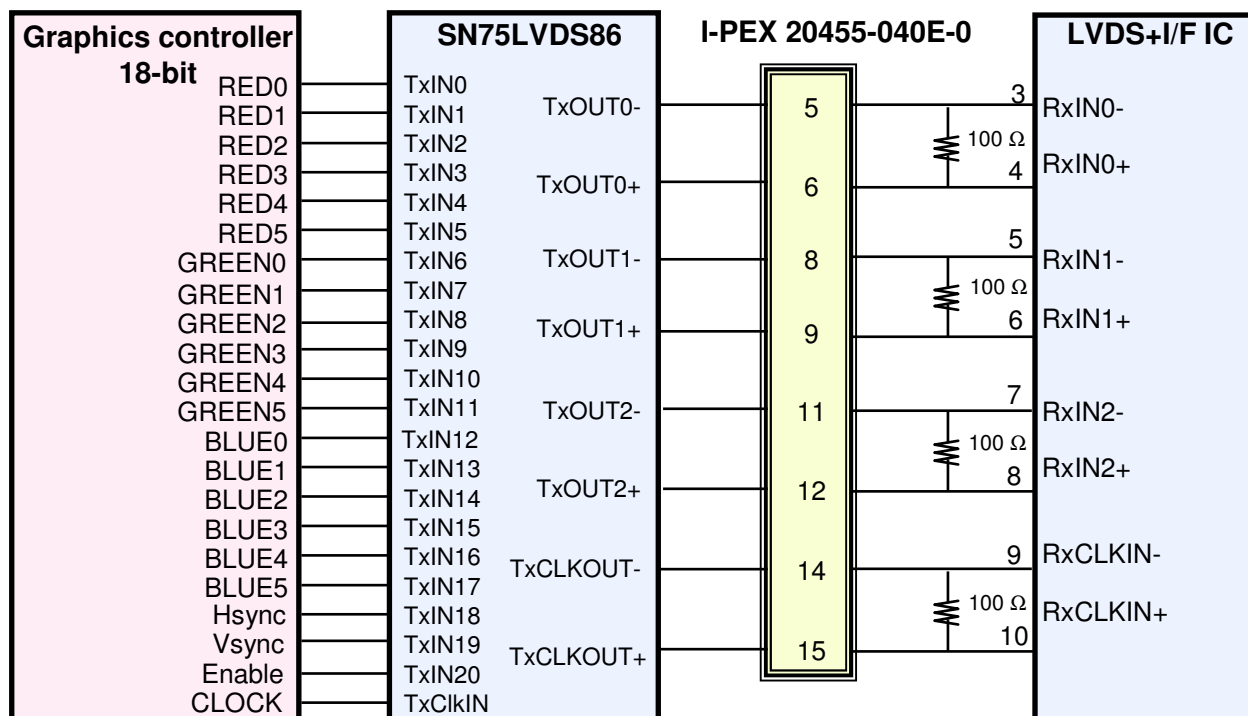 Graphics controller
18-bit
RED0
RED1
RED2
RED3
RED4
RED5
GREEN0
GREEN1
GREEN2
GREEN3
GREEN4
GREEN5
BLUE0
BLUE1
BLUE2
BLUE3
BLUE4
BLUE5
Hsync
Vsync
Enable
CLOCK
SN75LVDS86
TxIN0
TxIN1
TxIN2
TxIN3
TxIN4
TxIN5
TxIN6
TxIN7
TxIN8
TxIN9
TxIN10
TxIN11
TxIN12
TxIN13
TxIN14
TxIN15
TxIN16
TxIN17
TxIN18
TxIN19
TxIN20
TxClkIN
TxOUT0-
TxOUT0+
TxOUT1-
TxOUT1+
TxOUT2-
TxOUT2+
TxCLKOUT-
TxCLKOUT+
I-PEX 20455-040E-0
5
6
8
9
11
12
14
15
3
100 Ω
4
5
100 Ω
6
7
100 Ω
8
9
100 Ω
10
LVDS+I/F IC
RxIN0-
RxIN0+
RxIN1-
RxIN1+
RxIN2-
RxIN2+
RxCLKIN-
RxCLKIN+